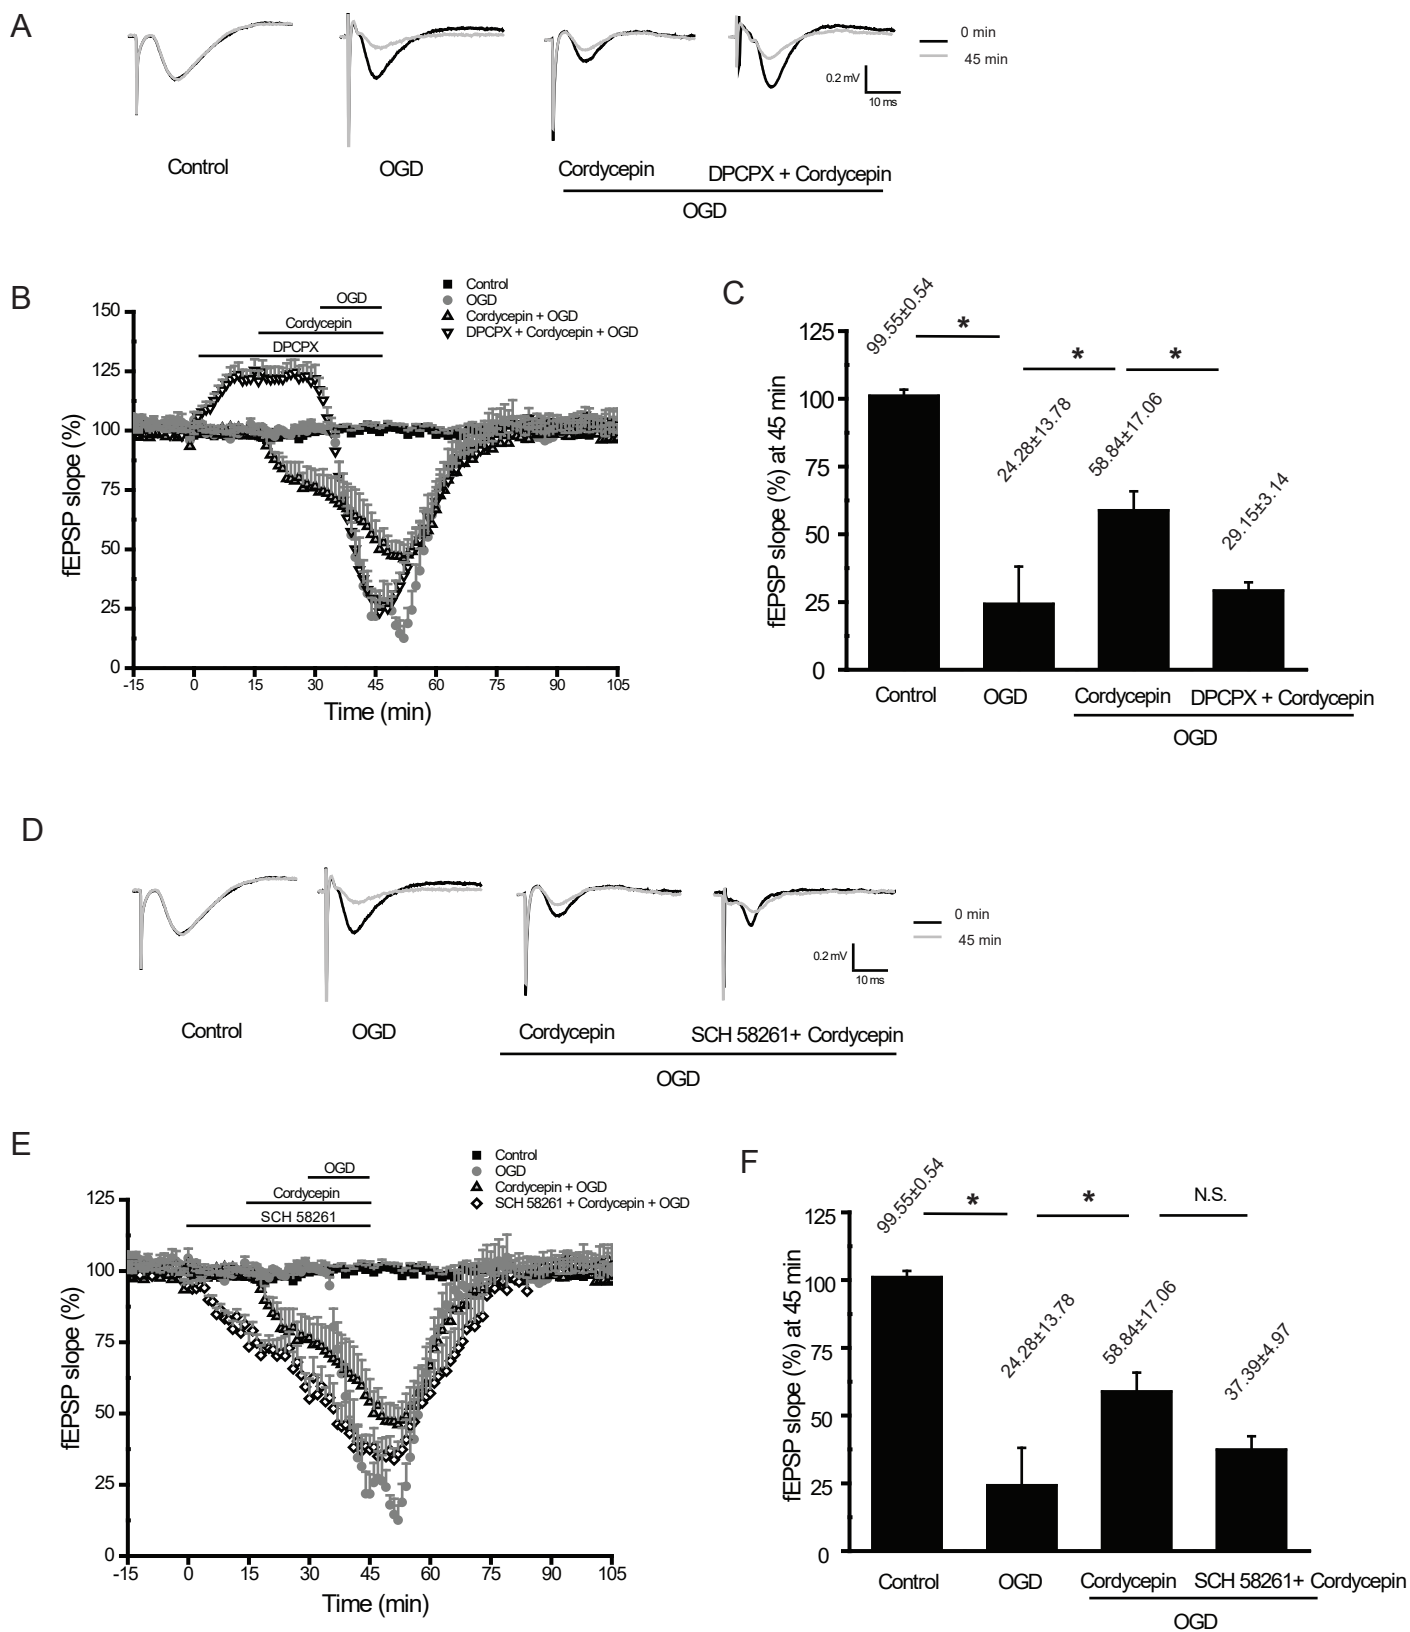 A
0 min
45 min
0.2 mV
10 ms
Control
OGD
Cordycepin
DPCPX + Cordycepin
OGD
B
Control
OGD
Cordycepin + OGD
DPCPX + Cordycepin + OGD
OGD
Cordycepin
DPCPX
fEPSP slope (%)
150
125
100
75
50
25
0
-15 0 15 30 45 60 75 90 105
Time (min)
C
99.55±0.54
*
*
*
24.28±13.78
58.84±17.06
29.15±3.14
fEPSP slope (%) at 45 min
125
100
75
50
25
0
Control
OGD
Cordycepin
DPCPX + Cordycepin
OGD
D
0 min
45 min
0.2 mV
10 ms
Control
OGD
Cordycepin
SCH 58261+ Cordycepin
OGD
E
Control
OGD
Cordycepin + OGD
SCH 58261 + Cordycepin + OGD
OGD
Cordycepin
SCH 58261
fEPSP slope (%)
125
100
75
50
25
0
-15 0 15 30 45 60 75 90 105
Time (min)
F
99.55±0.54
*
*
N.S.
24.28±13.78
58.84±17.06
37.39±4.97
fEPSP slope (%) at 45 min
125
100
75
50
25
0
Control
OGD
Cordycepin
SCH 58261+ Cordycepin
OGD